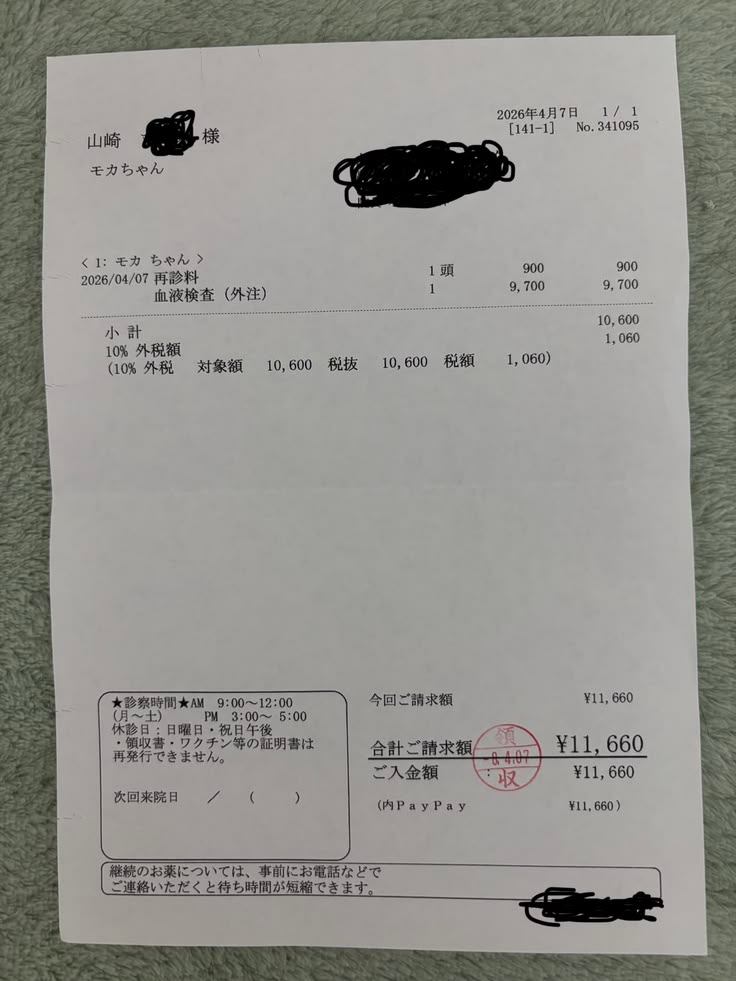 2026年4月7日 1 / 1
[141-1] No.341095
山崎 様
モカちゃん
< 1: モカ ちゃん >
2026/04/07 再診料 1 頭 900 900
血液検査（外注） 1 9,700 9,700
小 計 10,600
10% 外税額 1,060
(10% 外税 対象額 10,600 税抜 10,600 税額 1,060)
★診察時間★AM 9:00〜12:00
(月〜土) PM 3:00〜 5:00
休診日：日曜日・祝日午後
・領収書・ワクチン等の証明書は
再発行できません。
次回来院日 ／ （ ）
今回ご請求額 ¥11,660
合計ご請求額 ¥11,660
ご入金額 : ¥11,660
(内ＰａｙＰａｙ ¥11,660)
領
-8.4.07
収
継続のお薬については、事前にお電話などで
ご連絡いただくと待ち時間が短縮できます。